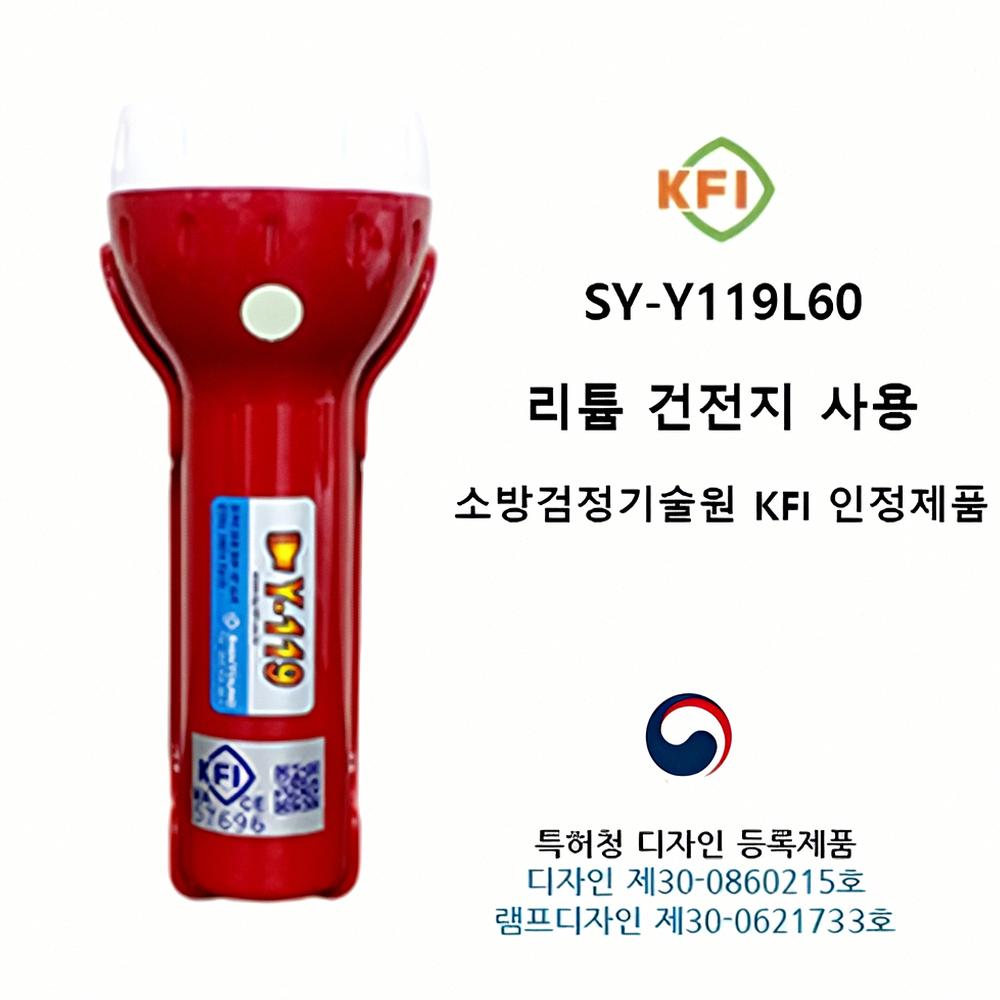 KFI
SY-Y119L60
리튬 건전지 사용
소방검정기술원 KFI 인정제품
Y-119
KFI
CE
57696
특허청 디자인 등록제품
디자인 제30-0860215호
램프디자인 제30-0621733호